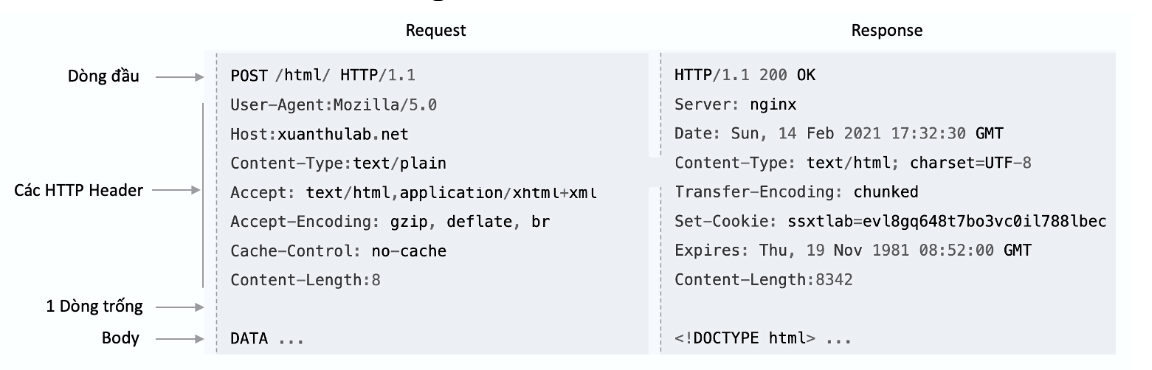 Request
Response
Dòng đầu
POST /html/ HTTP/1.1
User-Agent:Mozilla/5.0
Host:xuanthulab.net
Content-Type:text/plain
Accept: text/html,application/xhtml+xml
Accept-Encoding: gzip, deflate, br
Cache-Control: no-cache
Content-Length:8
Các HTTP Header
1 Dòng trống
Body
DATA ...
HTTP/1.1 200 OK
Server: nginx
Date: Sun, 14 Feb 2021 17:32:30 GMT
Content-Type: text/html; charset=UTF-8
Transfer-Encoding: chunked
Set-Cookie: ssxtlab=evl8gq648t7bo3vc0il788lbec
Expires: Thu, 19 Nov 1981 08:52:00 GMT
Content-Length:8342
<!DOCTYPE html> ...